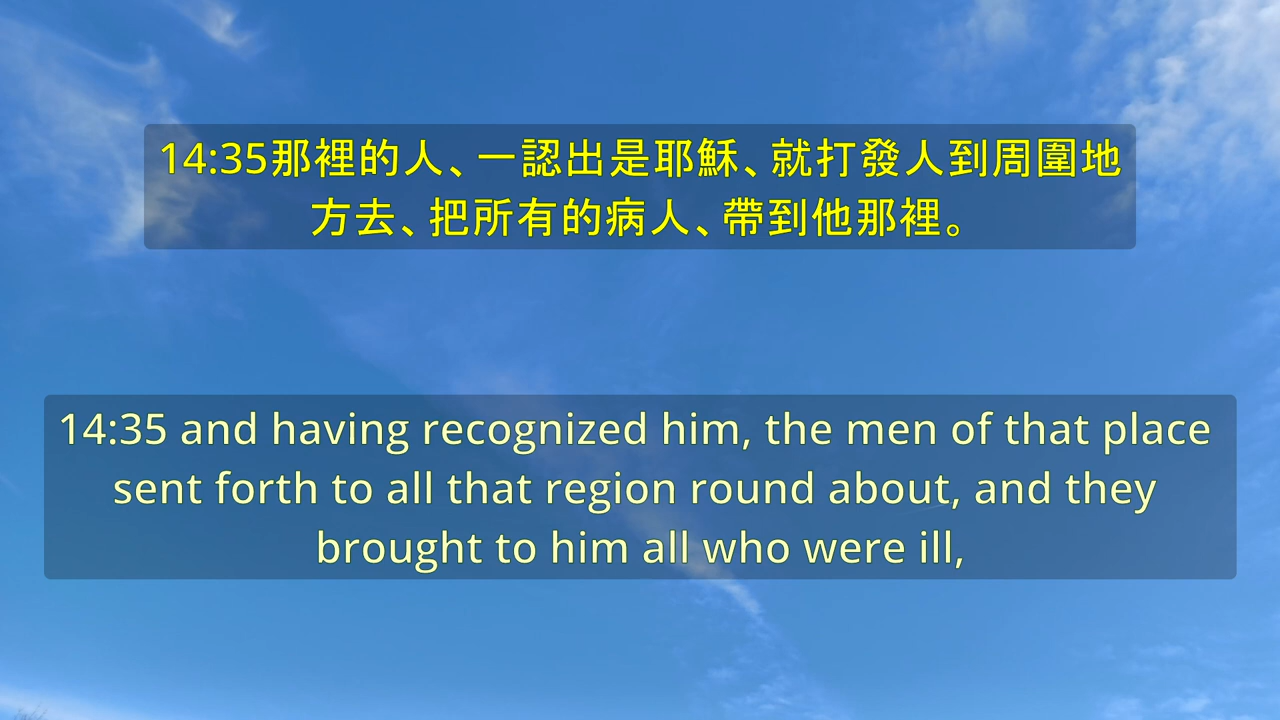 14:35那裡的人、一認出是耶穌、就打發人到周圍地
方去、把所有的病人、帶到他那裡。
14:35 and having recognized him, the men of that place
sent forth to all that region round about, and they
brought to him all who were ill,